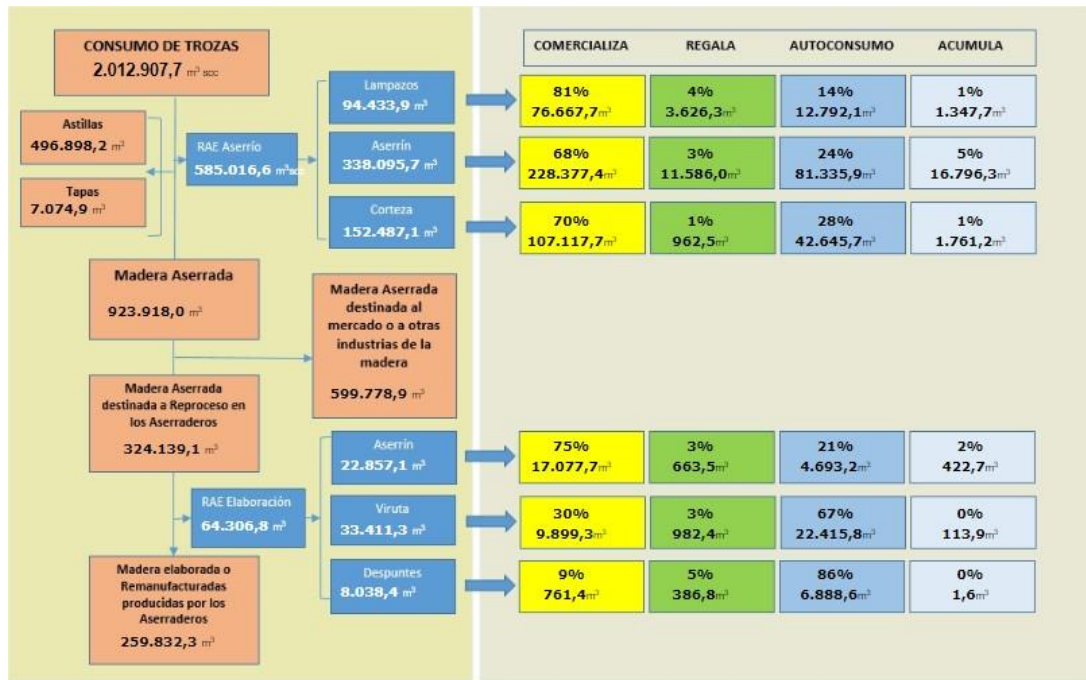 CONSUMO DE TROZAS
2.012.907,7 m³ scc
Astillas
496.898,2 m³
Tapas
7.074,9 m³
RAE Aserrío
585.016,6 m³scc
Lampazos
94.433,9 m³
Aserrín
338.095,7 m³
Corteza
152.487,1 m³
Madera Aserrada
923.918,0 m³
Madera Aserrada
destinada al
mercado o a otras
industrias de la
madera
599.778,9 m³
Madera Aserrada
destinada a Reproceso en
los Aserraderos
324.139,1 m³
RAE Elaboración
64.306,8 m³
Aserrín
22.857,1 m³
Viruta
33.411,3 m³
Despuntes
8.038,4 m³
Madera elaborada o
Remanufacturadas
producidas por los
Aserraderos
259.832,3 m³
COMERCIALIZA REGALA AUTOCONSUMO ACUMULA
81% 4% 14% 1%
76.667,7m³ 3.626,3m³ 12.792,1m³ 1.347,7m³
68% 3% 24% 5%
228.377,4m³ 11.586,0m³ 81.335,9m³ 16.796,3m³
70% 1% 28% 1%
107.117,7m³ 962,5m³ 42.645,7m³ 1.761,2m³
75% 3% 21% 2%
17.077,7m³ 663,5m³ 4.693,2m³ 422,7m³
30% 3% 67% 0%
9.899,3m³ 982,4m³ 22.415,8m³ 113,9m³
9% 5% 86% 0%
761,4m³ 386,8m³ 6.888,6m³ 1,6m³